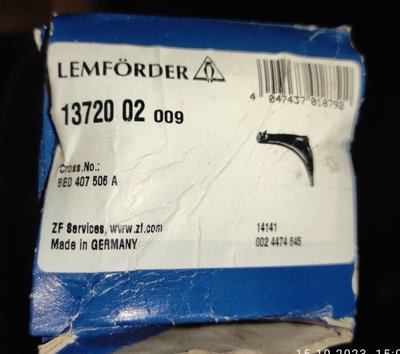 LEMFÖRDER
4 047437 018792
13720 02 009
Cross.No.:
8E0 407 506 A
ZF Services, www.zf.com
Made in GERMANY
14141
002 4474 645